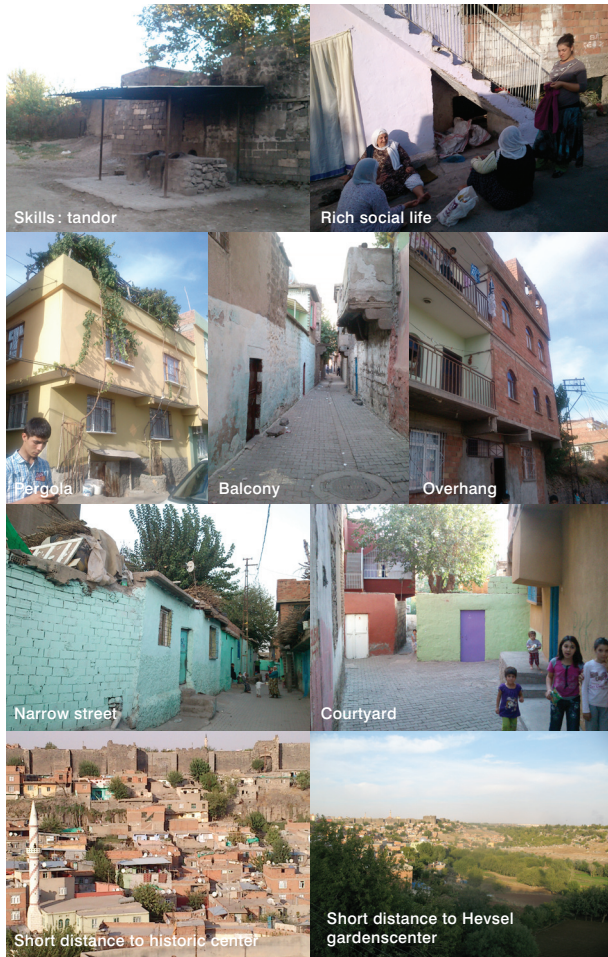 Skills : tandor
Rich social life
Pergola
Balcony
Overhang
Narrow street
Courtyard
Short distance to historic center
Short distance to Hevsel
gardenscenter